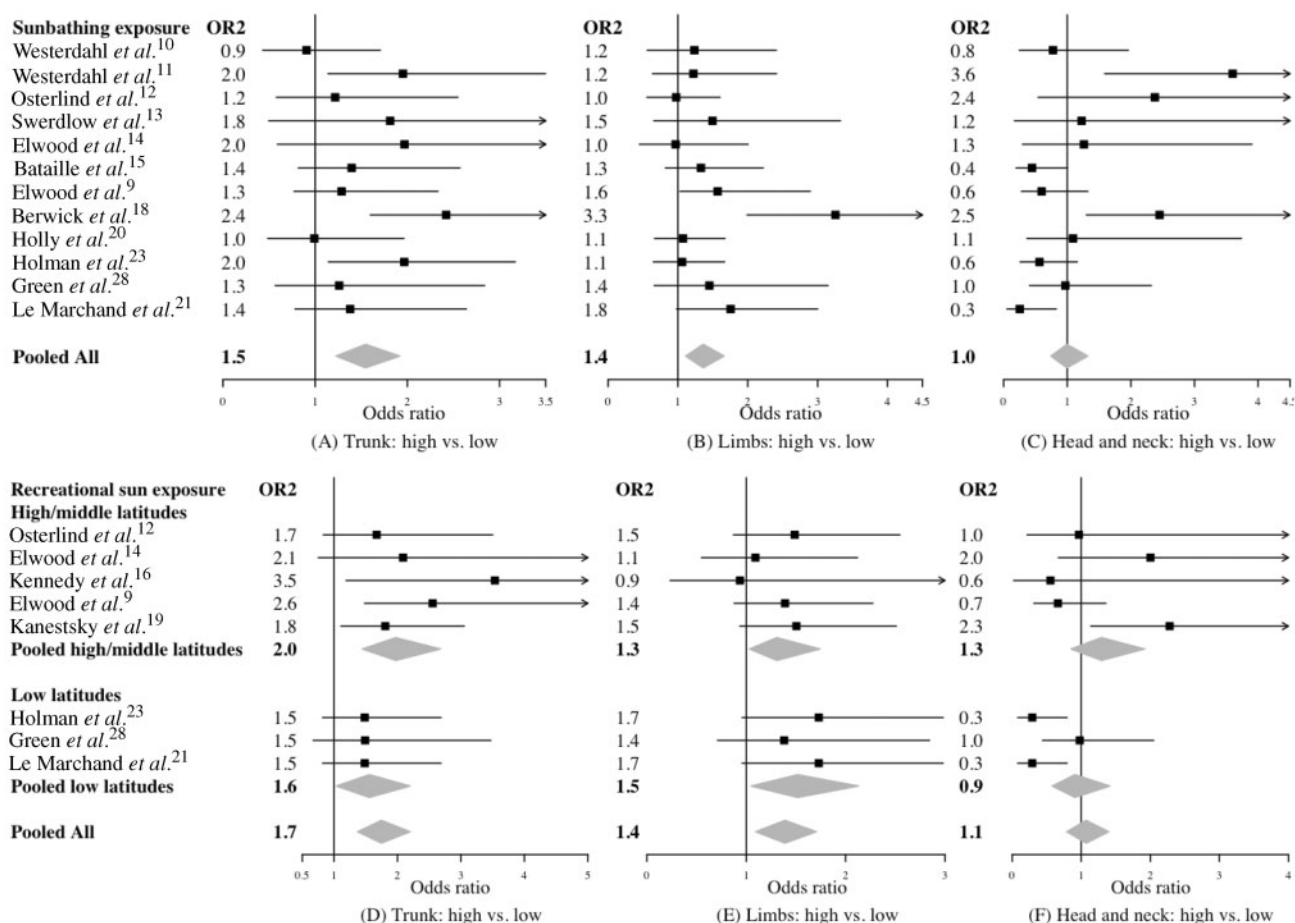 Sunbathing exposure OR2 OR2 OR2
Westerdahl et al.10 0.9 1.2 0.8
Westerdahl et al.11 2.0 1.2 3.6
Osterlind et al.12 1.2 1.0 2.4
Swerdlow et al.13 1.8 1.5 1.2
Elwood et al.14 2.0 1.0 1.3
Bataille et al.15 1.4 1.3 0.4
Elwood et al.9 1.3 1.6 0.6
Berwick et al.18 2.4 3.3 2.5
Holly et al.20 1.0 1.1 1.1
Holman et al.23 2.0 1.1 0.6
Green et al.28 1.3 1.4 1.0
Le Marchand et al.21 1.4 1.8 0.3
Pooled All 1.5 1.4 1.0
0 1 2 3.5 0 1 2 3 4.5 0 1 2 3 4.5
Odds ratio Odds ratio Odds ratio
(A) Trunk: high vs. low (B) Limbs: high vs. low (C) Head and neck: high vs. low
Recreational sun exposure OR2 OR2 OR2
High/middle latitudes
Osterlind et al.12 1.7 1.5 1.0
Elwood et al.14 2.1 1.1 2.0
Kennedy et al.16 3.5 0.9 0.6
Elwood et al.9 2.6 1.4 0.7
Kanestsky et al.19 1.8 1.5 2.3
Pooled high/middle latitudes 2.0 1.3 1.3
Low latitudes
Holman et al.23 1.5 1.7 0.3
Green et al.28 1.5 1.4 1.0
Le Marchand et al.21 1.5 1.7 0.3
Pooled low latitudes 1.6 1.5 0.9
Pooled All 1.7 1.4 1.1
0.5 1 2 3 4 5 0 1 2 3 0 1 2 3 4
Odds ratio Odds ratio Odds ratio
(D) Trunk: high vs. low (E) Limbs: high vs. low (F) Head and neck: high vs. low